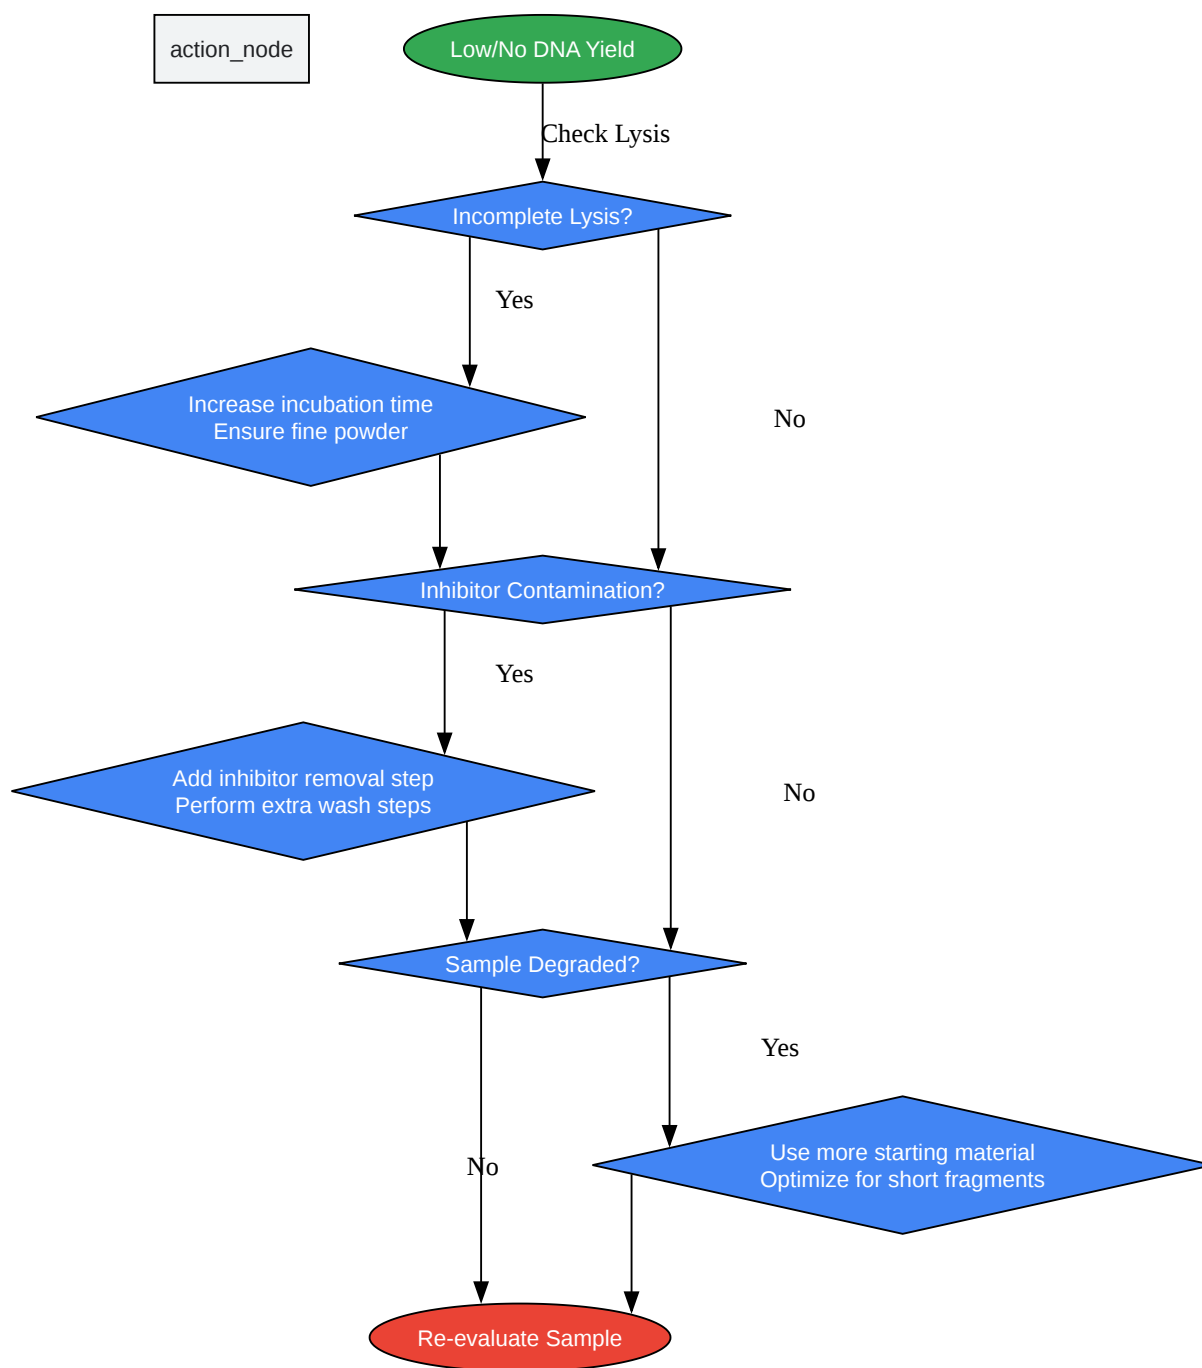 action_node
Low/No DNA Yield
Check Lysis
Incomplete Lysis?
Yes
Increase incubation time
Ensure fine powder
No
Inhibitor Contamination?
Yes
Add inhibitor removal step
Perform extra wash steps
No
Sample Degraded?
Yes
Use more starting material
Optimize for short fragments
No
Re-evaluate Sample